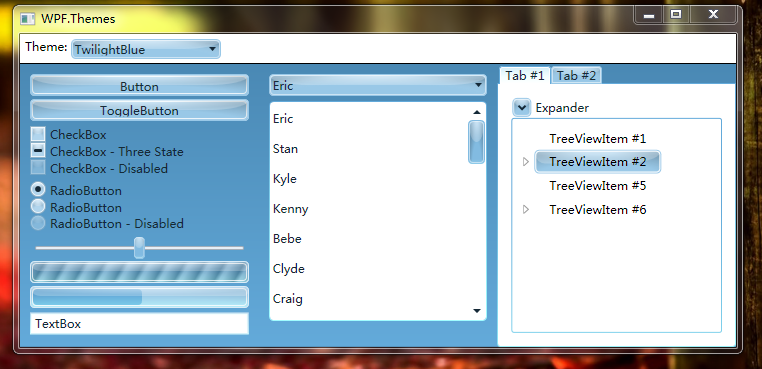 WPF.Themes
Theme: TwilightBlue
Button
ToggleButton
CheckBox
CheckBox - Three State
CheckBox - Disabled
RadioButton
RadioButton
RadioButton - Disabled
TextBox
Eric
Eric
Stan
Kyle
Kenny
Bebe
Clyde
Craig
Tab #1 Tab #2
Expander
TreeViewItem #1
TreeViewItem #2
TreeViewItem #5
TreeViewItem #6